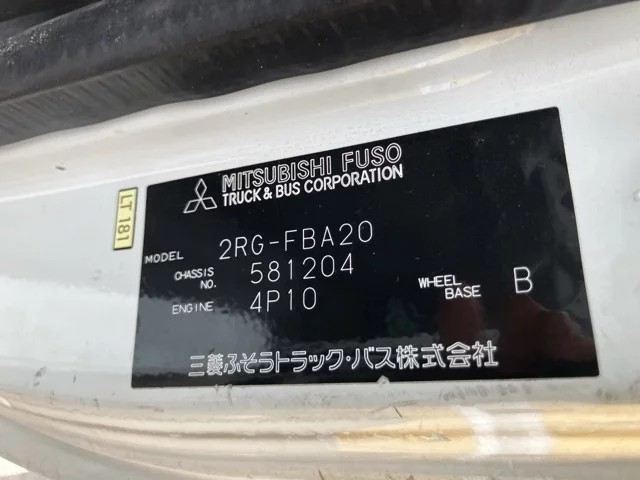 MITSUBISHI FUSO
TRUCK & BUS CORPORATION
LT 181
MODEL 2RG-FBA20
CHASSIS NO. 581204
ENGINE 4P10
WHEEL BASE B
三菱ふそうトラック・バス株式会社